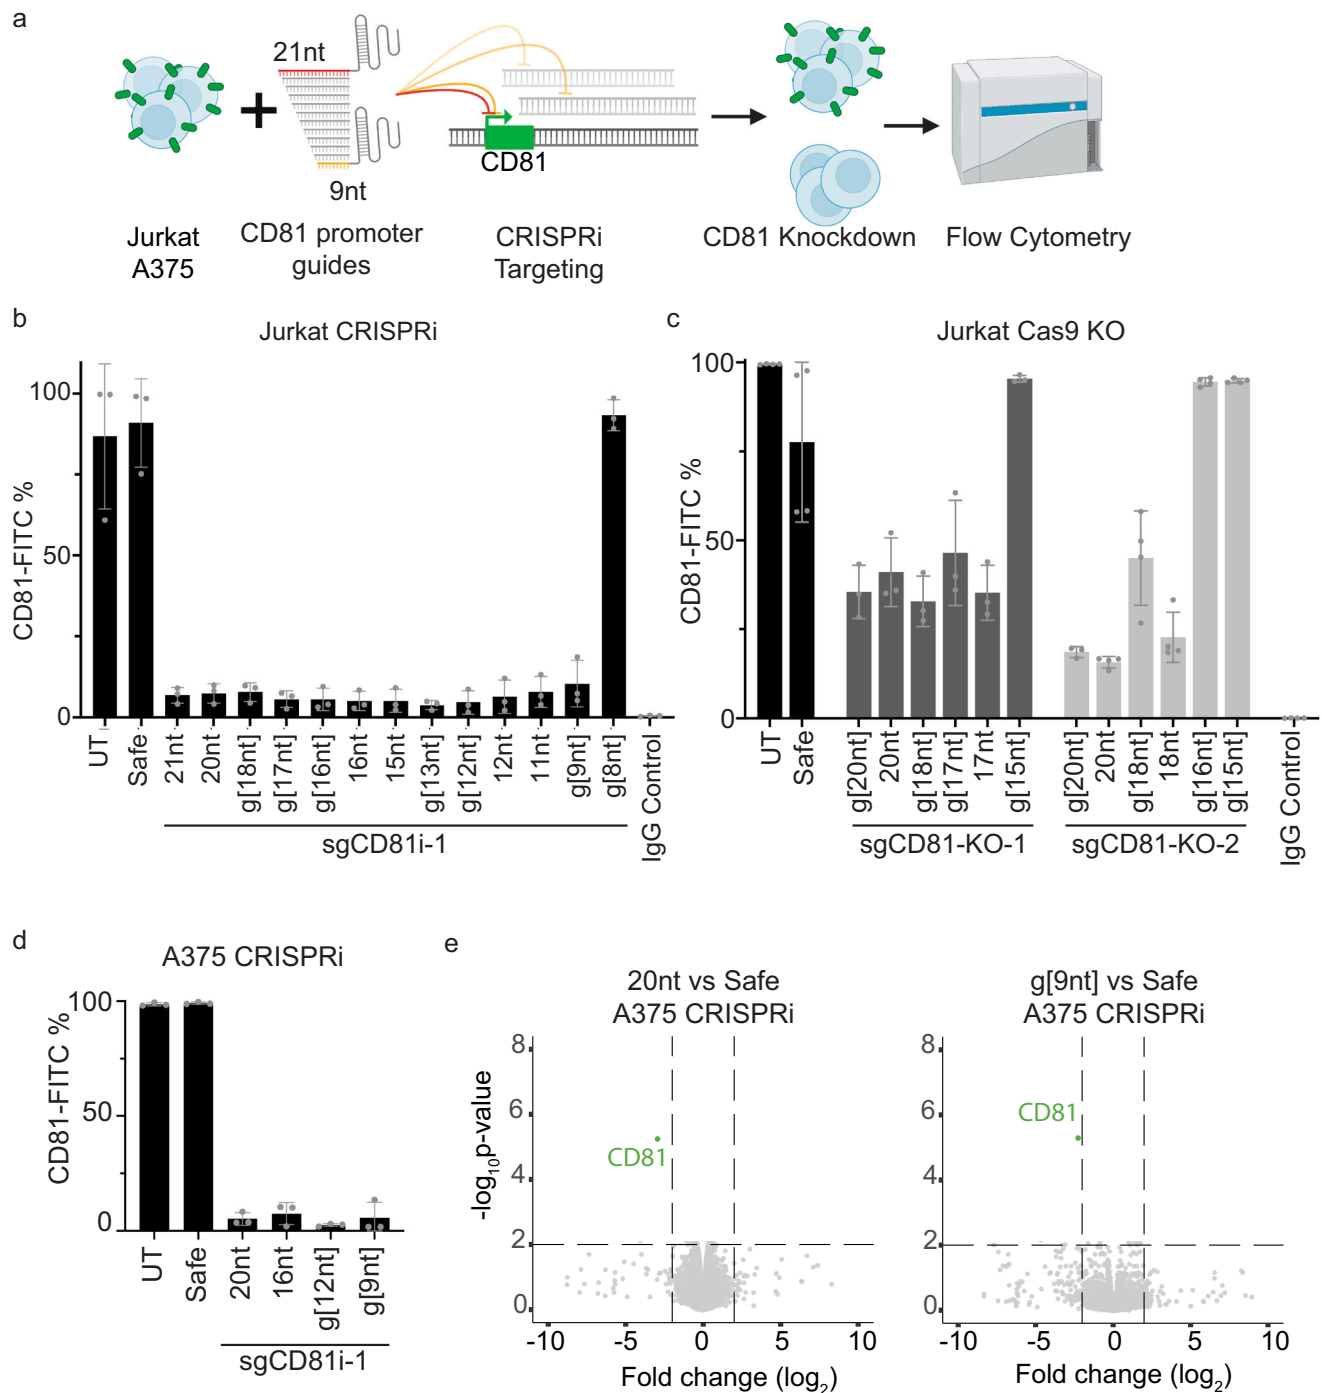 a
21nt
9nt
CD81
Jurkat
A375
CD81 promoter
guides
CRISPRi
Targeting
CD81 Knockdown
Flow Cytometry
b
Jurkat CRISPRi
CD81-FITC %
100
50
0
UT
Safe
21nt
20nt
g[18nt]
g[17nt]
g[16nt]
16nt
15nt
g[13nt]
g[12nt]
12nt
11nt
g[9nt]
g[8nt]
IgG Control
sgCD81i-1
c
Jurkat Cas9 KO
CD81-FITC %
100
50
0
UT
Safe
g[20nt]
20nt
g[18nt]
g[17nt]
17nt
g[15nt]
g[20nt]
20nt
g[18nt]
18nt
g[16nt]
g[15nt]
IgG Control
sgCD81-KO-1
sgCD81-KO-2
d
A375 CRISPRi
CD81-FITC %
100
50
0
UT
Safe
20nt
16nt
g[12nt]
g[9nt]
sgCD81i-1
e
20nt vs Safe
A375 CRISPRi
-log10p-value
8
6
4
2
0
CD81
-10
-5
0
5
10
Fold change (log2)
g[9nt] vs Safe
A375 CRISPRi
8
6
4
2
0
CD81
-10
-5
0
5
10
Fold change (log2)